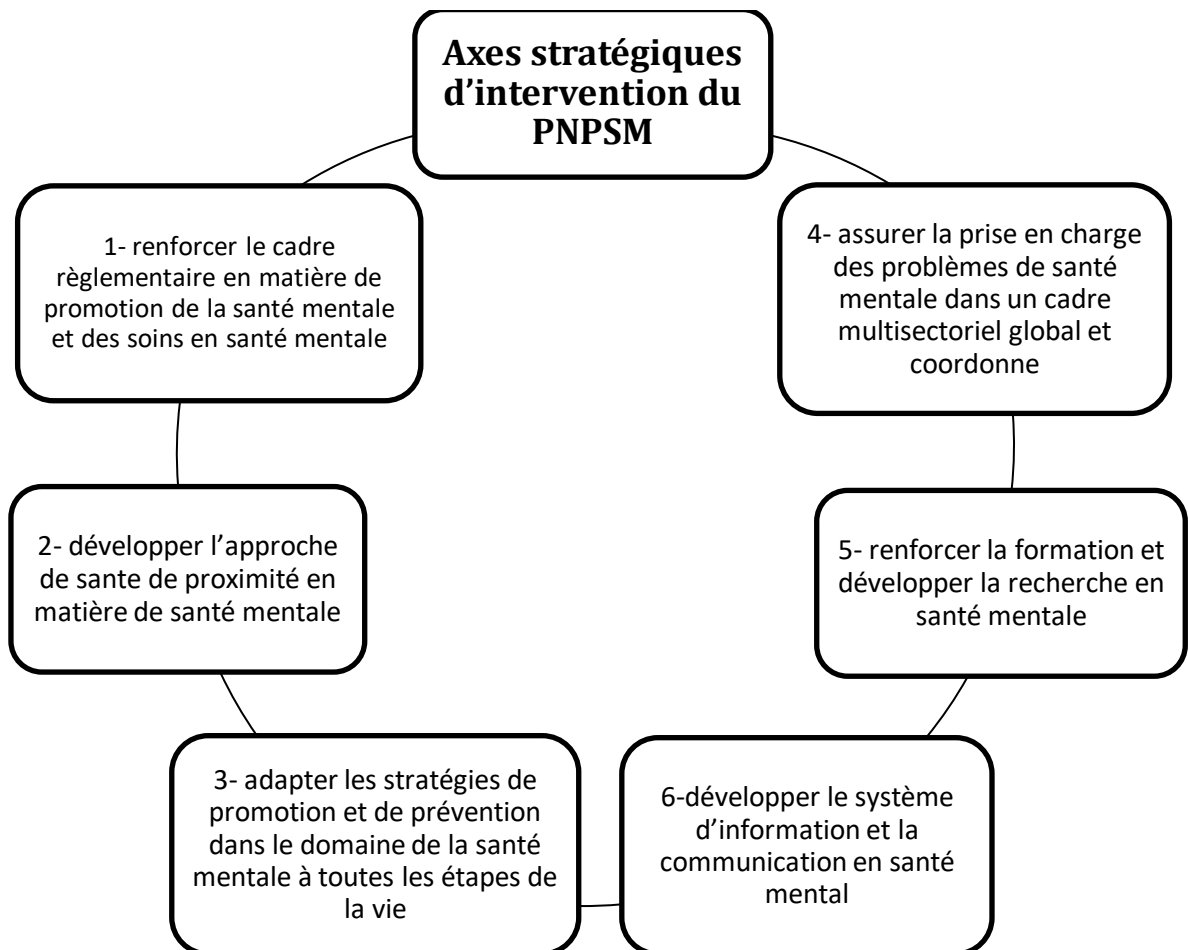 Axes stratégiques
d’intervention du
PNPSM
1- renforcer le cadre
règlementaire en matière de
promotion de la santé mentale
et des soins en santé mentale
2- développer l’approche
de sante de proximité en
matière de santé mentale
3- adapter les stratégies de
promotion et de prévention
dans le domaine de la santé
mentale à toutes les étapes de
la vie
4- assurer la prise en charge
des problèmes de santé
mentale dans un cadre
multisectoriel global et
coordonne
5- renforcer la formation et
développer la recherche en
santé mentale
6-développer le système
d’information et la
communication en santé
mental